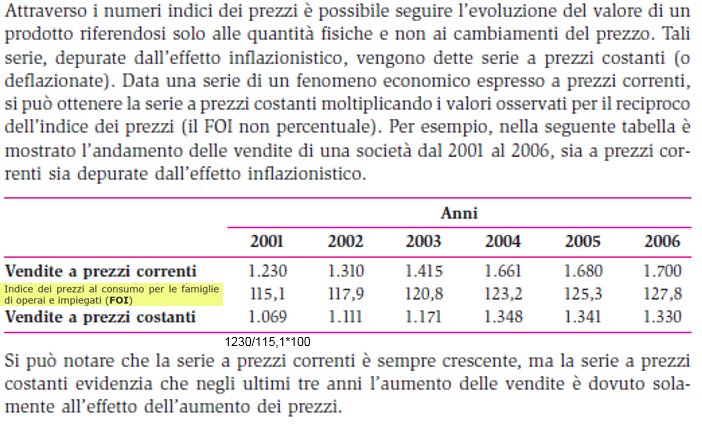 Attraverso i numeri indici dei prezzi è possibile seguire l'evoluzione del valore di un
prodotto riferendosi solo alle quantità fisiche e non ai cambiamenti del prezzo. Tali
serie, depurate dall'effetto inflazionistico, vengono dette serie a prezzi costanti (o
deflazionate). Data una serie di un fenomeno economico espresso a prezzi correnti,
si può ottenere la serie a prezzi costanti moltiplicando i valori osservati per il reciproco
dell'indice dei prezzi (il FOI non percentuale). Per esempio, nella seguente tabella è
mostrato l'andamento delle vendite di una società dal 2001 al 2006, sia a prezzi cor-
renti sia depurate dall'effetto inflazionistico.
Anni
2001 2002 2003 2004 2005 2006
Vendite a prezzi correnti 1.230 1.310 1.415 1.661 1.680 1.700
Indice dei prezzi al consumo per le famiglie
di operai e impiegati (FOI) 115,1 117,9 120,8 123,2 125,3 127,8
Vendite a prezzi costanti 1.069 1.111 1.171 1.348 1.341 1.330
1230/115,1*100
Si può notare che la serie a prezzi correnti è sempre crescente, ma la serie a prezzi
costanti evidenzia che negli ultimi tre anni l'aumento delle vendite è dovuto sola-
mente all'effetto dell'aumento dei prezzi.